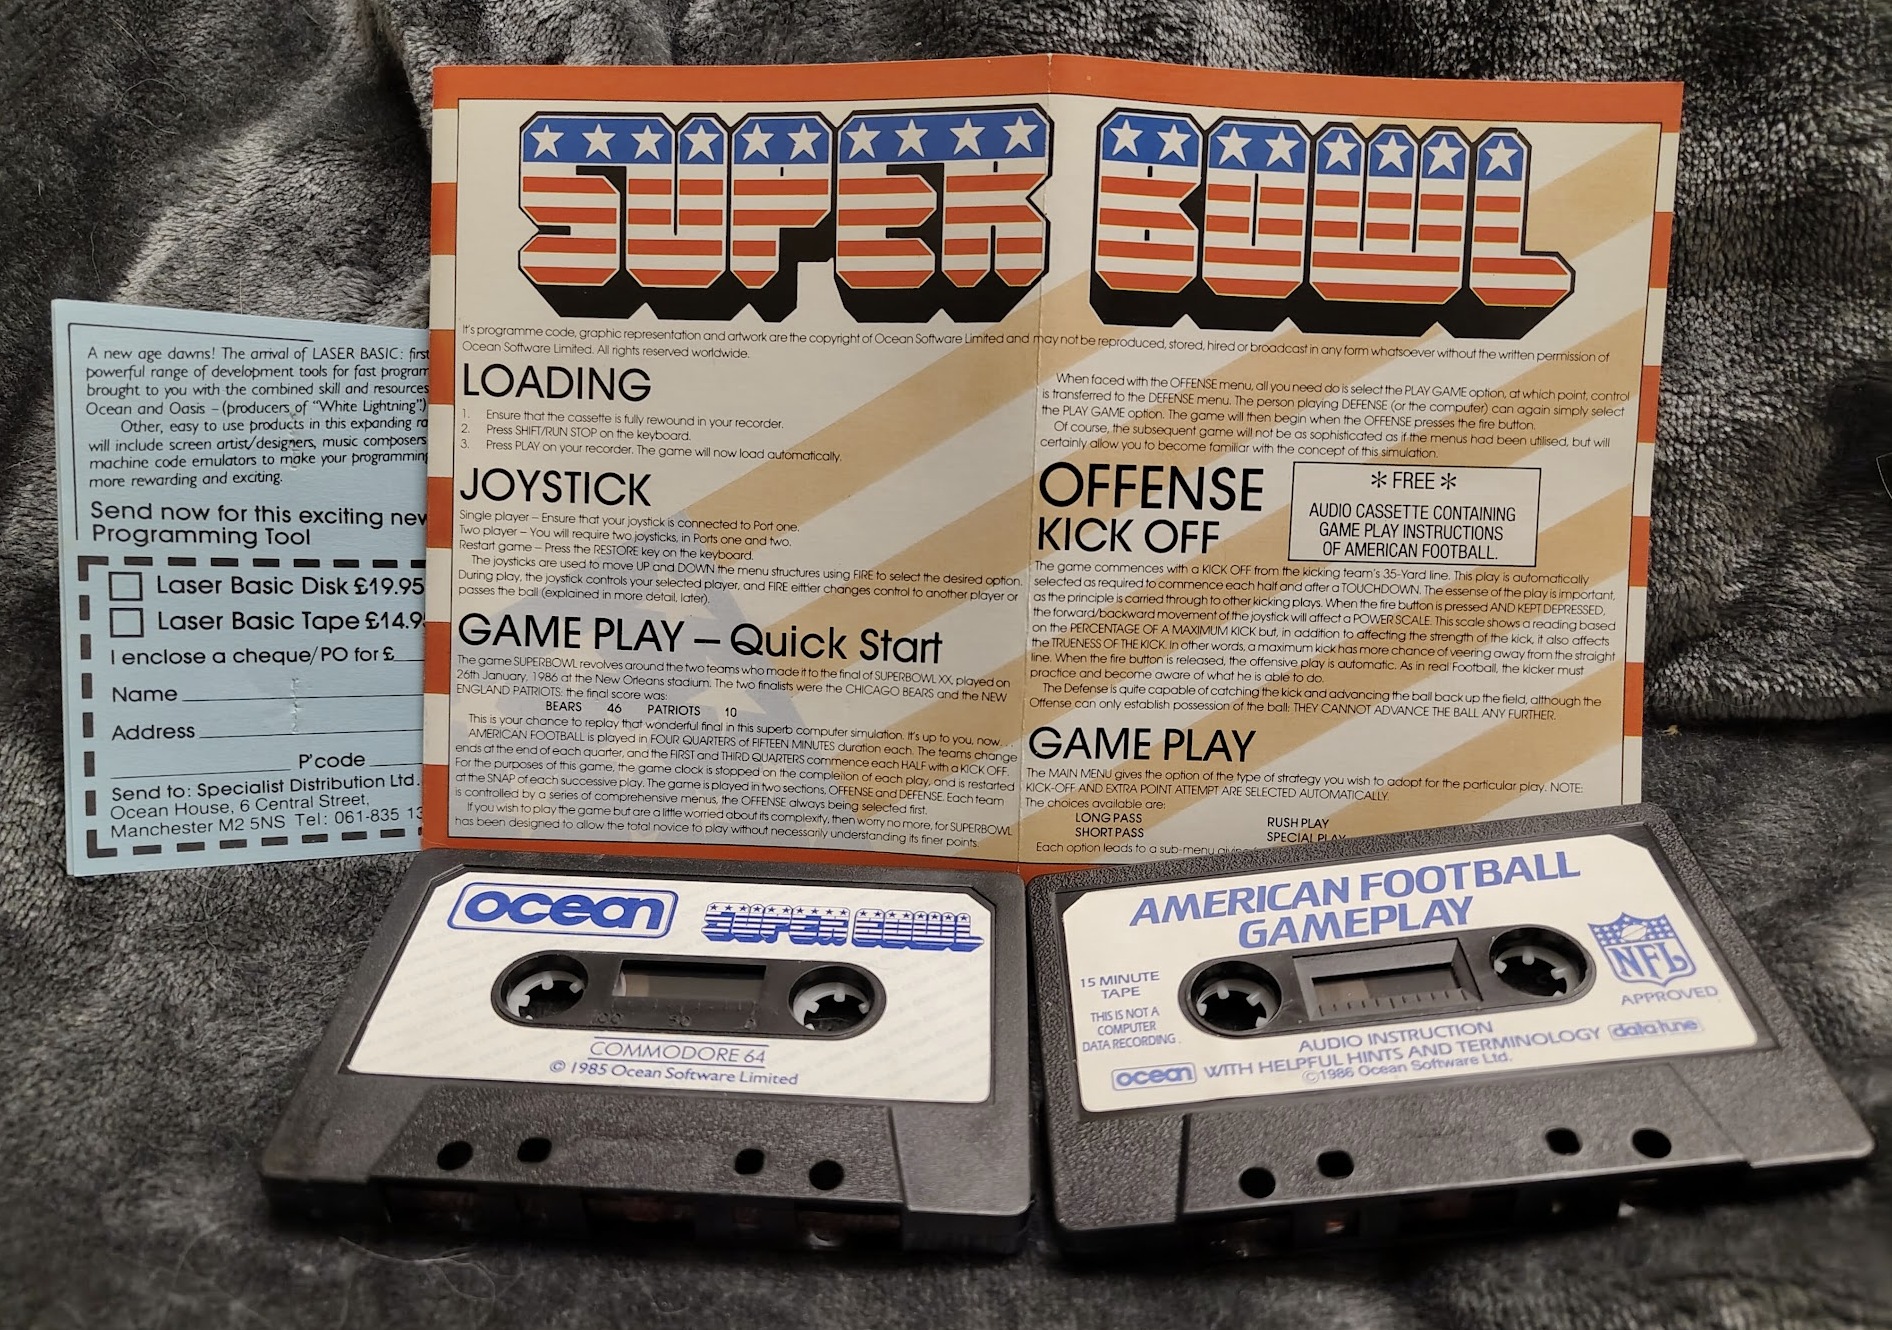 A new age dawns! The arrival of LASER BASIC: first
powerful range of development tools for fast program
brought to you with the combined skill and resources
Ocean and Oasis – (producers of "White Lightning")
Other, easy to use products in this expanding ra
will include screen artist/designers, music composers
machine code emulators to make your programming
more rewarding and exciting.
Send now for this exciting new
Programming Tool
Laser Basic Disk £19.95
Laser Basic Tape £14.9
I enclose a cheque/PO for £
Name
Address
P'code
Send to: Specialist Distribution Ltd.
Ocean House, 6 Central Street,
Manchester M2 5NS Tel: 061-835 13
SUPER BOWL
It's programme code, graphic representation and artwork are the copyright of Ocean Software Limited and may not be reproduced, stored, hired or broadcast in any form whatsoever without the written permission of
Ocean Software Limited. All rights reserved worldwide.
LOADING
1. Ensure that the cassette is fully rewound in your recorder.
2. Press SHIFT/RUN STOP on the keyboard.
3. Press PLAY on your recorder. The game will now load automatically.
JOYSTICK
Single player – Ensure that your joystick is connected to Port one.
Two player – You will require two joysticks, in Ports one and two.
Restart game – Press the RESTORE key on the keyboard.
The joysticks are used to move UP and DOWN the menu structures using FIRE to select the desired option.
During play, the joystick controls your selected player, and FIRE either changes control to another player or
passes the ball (explained in more detail, later).
GAME PLAY – Quick Start
The game SUPERBOWL revolves around the two teams who made it to the final of SUPERBOWL XX, played on
26th January, 1986 at the New Orleans stadium. The two finalists were the CHICAGO BEARS and the NEW
ENGLAND PATRIOTS: the final score was:
BEARS 46 PATRIOTS 10
This is your chance to replay that wonderful final in this superb computer simulation. It's up to you, now. . .
AMERICAN FOOTBALL is played in FOUR QUARTERS of FIFTEEN MINUTES duration each. The teams change
ends at the end of each quarter, and the FIRST and THIRD QUARTERS commence each HALF with a KICK OFF.
For the purposes of this game, the game clock is stopped on the completion of each play, and is restarted
at the SNAP of each successive play. The game is played in two sections, OFFENSE and DEFENSE. Each team
is controlled by a series of comprehensive menus, the OFFENSE always being selected first.
If you wish to play the game but are a little worried about its complexity, then worry no more, for SUPERBOWL
has been designed to allow the total novice to play without necessarily understanding its finer points.
When faced with the OFFENSE menu, all you need do is select the PLAY GAME option, at which point, control
is transferred to the DEFENSE menu. The person playing DEFENSE (or the computer) can again simply select
the PLAY GAME option. The game will then begin when the OFFENSE presses the fire button.
Of course, the subsequent game will not be as sophisticated as if the menus had been utilised, but will
certainly allow you to become familiar with the concept of this simulation.
OFFENSE
KICK OFF
* FREE *
AUDIO CASSETTE CONTAINING
GAME PLAY INSTRUCTIONS
OF AMERICAN FOOTBALL.
The game commences with a KICK OFF from the kicking team's 35-Yard line. This play is automatically
selected as required to commence each half and after a TOUCHDOWN. The essence of the play is important,
as the principle is carried through to other kicking plays. When the fire button is pressed AND KEPT DEPRESSED,
the forward/backward movement of the joystick will affect a POWER SCALE. This scale shows a reading based
on the PERCENTAGE OF A MAXIMUM KICK but, in addition to affecting the strength of the kick, it also affects
the TRUENESS OF THE KICK. In other words, a maximum kick has more chance of veering away from the straight
line. When the fire button is released, the offensive play is automatic. As in real Football, the kicker must
practice and become aware of what he is able to do.
The Defense is quite capable of catching the kick and advancing the ball back up the field, although the
Offense can only establish possession of the ball: THEY CANNOT ADVANCE THE BALL ANY FURTHER.
GAME PLAY
The MAIN MENU gives the option of the type of strategy you wish to adopt for the particular play. NOTE:
KICK-OFF AND EXTRA POINT ATTEMPT ARE SELECTED AUTOMATICALLY.
The choices available are:
LONG PASS RUSH PLAY
SHORT PASS SPECIAL PLAY
Each option leads to a sub-menu giving
ocean
SUPER BOWL
COMMODORE 64
© 1985 Ocean Software Limited
AMERICAN FOOTBALL
GAMEPLAY
15 MINUTE
TAPE
THIS IS NOT A
COMPUTER
DATA RECORDING.
NFL
APPROVED
AUDIO INSTRUCTION
WITH HELPFUL HINTS AND TERMINOLOGY
datatune
ocean
©1986 Ocean Software Ltd.